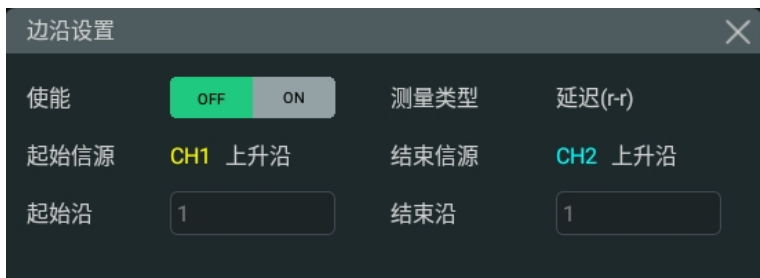 边沿设置
使能 OFF ON 测量类型 延迟(r-r)
起始信源 CH1 上升沿 结束信源 CH2 上升沿
起始沿 1 结束沿 1